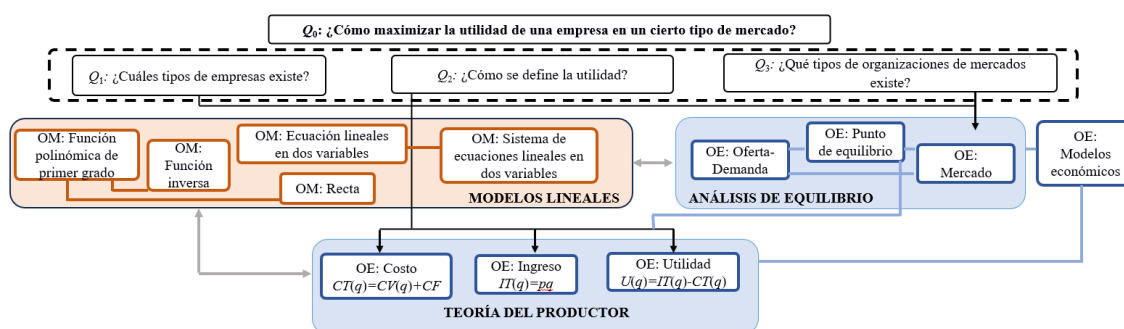 Q0: ¿Cómo maximizar la utilidad de una empresa en un cierto tipo de mercado?
Q1: ¿Cuáles tipos de empresas existe?
Q2: ¿Cómo se define la utilidad?
Q3: ¿Qué tipos de organizaciones de mercados
existe?
OM: Función
polinómica de
primer grado
OM:
Función
inversa
OM: Ecuación lineales
en dos variables
OM: Recta
OM: Sistema de
ecuaciones lineales en
dos variables
MODELOS LINEALES
OE: Oferta-
Demanda
OE: Punto
de equilibrio
OE:
Mercado
ANÁLISIS DE EQUILIBRIO
OE:
Modelos
económicos
OE: Costo
CT(q)=CV(q)+CF
OE: Ingreso
IT(q)=pq
OE: Utilidad
U(q)=IT(q)-CT(q)
TEORÍA DEL PRODUCTOR